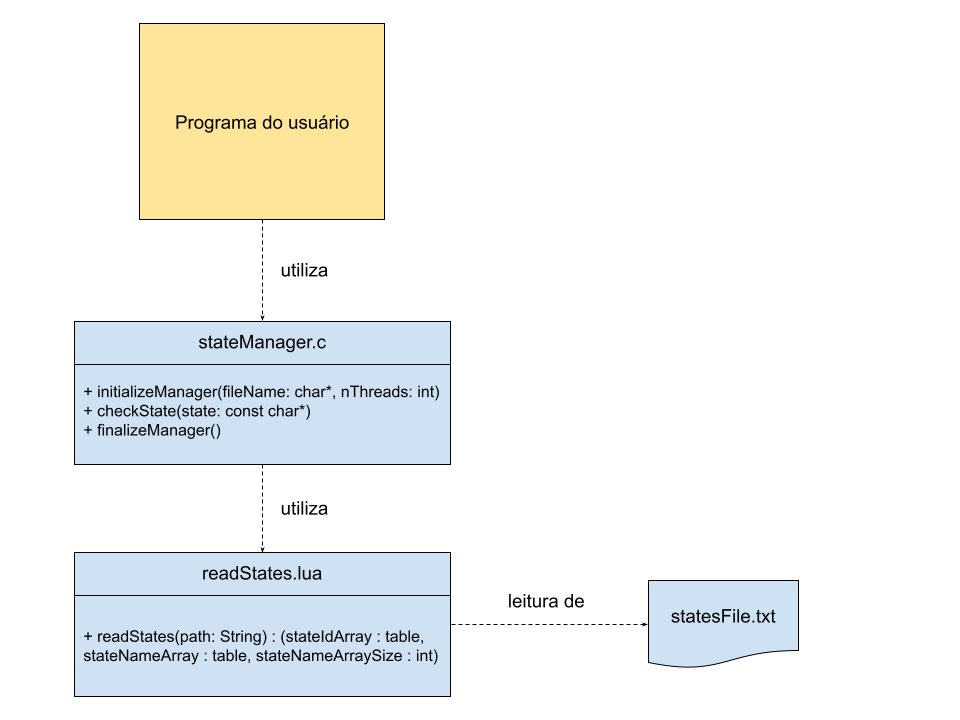 Programa do usuário
utiliza
stateManager.c
+ initializeManager(fileName: char*, nThreads: int)
+ checkState(state: const char*)
+ finalizeManager()
utiliza
readStates.lua
+ readStates(path: String) : (stateIdArray : table,
stateNameArray : table, stateNameArraySize : int)
leitura de
statesFile.txt